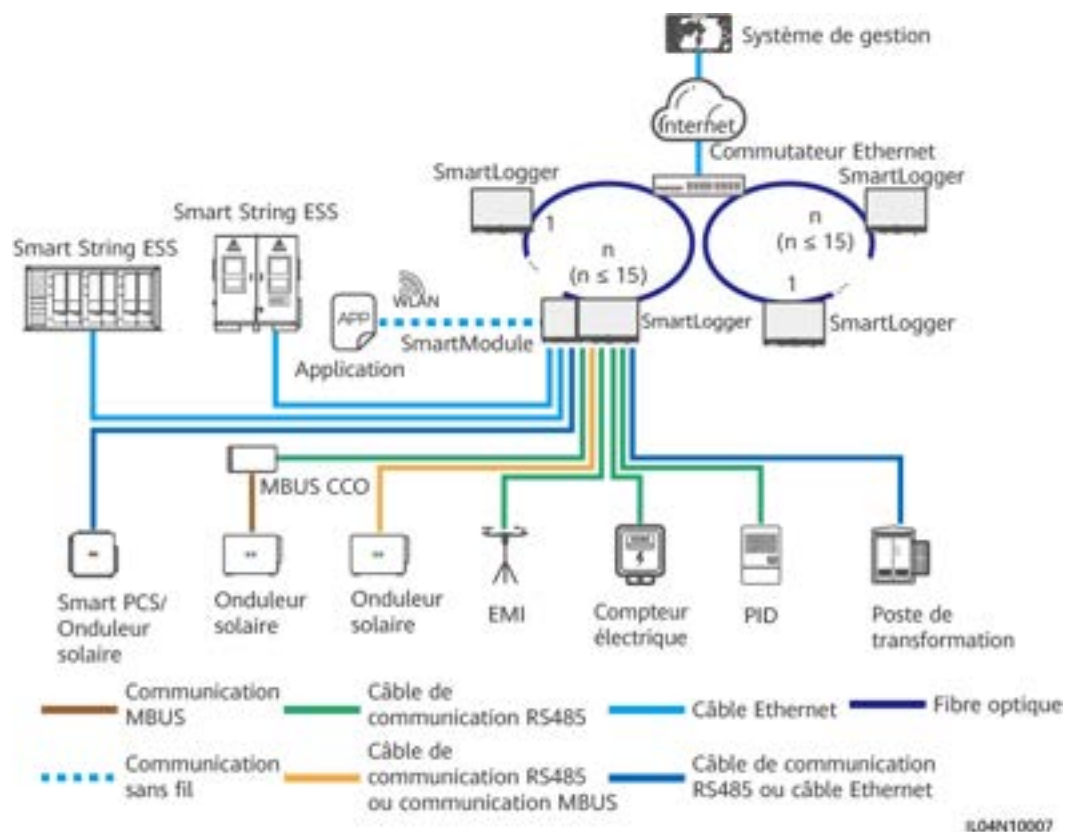 Système de gestion
Internet
Commutateur Ethernet
SmartLogger
SmartLogger
Smart String ESS
1
n
(n ≤ 15)
Smart String ESS
n
(n ≤ 15)
WLAN
1
APP
SmartLogger
SmartLogger
SmartModule
Application
MBUS CCO
Smart PCS/
Onduleur
solaire
Onduleur
solaire
Onduleur
solaire
EMI
Compteur
électrique
PID
Poste de
transformation
Communication
MBUS
Câble de
communication RS485
Câble Ethernet
Fibre optique
Communication
sans fil
Câble de
communication RS485
ou communication MBUS
Câble de communication
RS485 ou câble Ethernet
IL04N10007